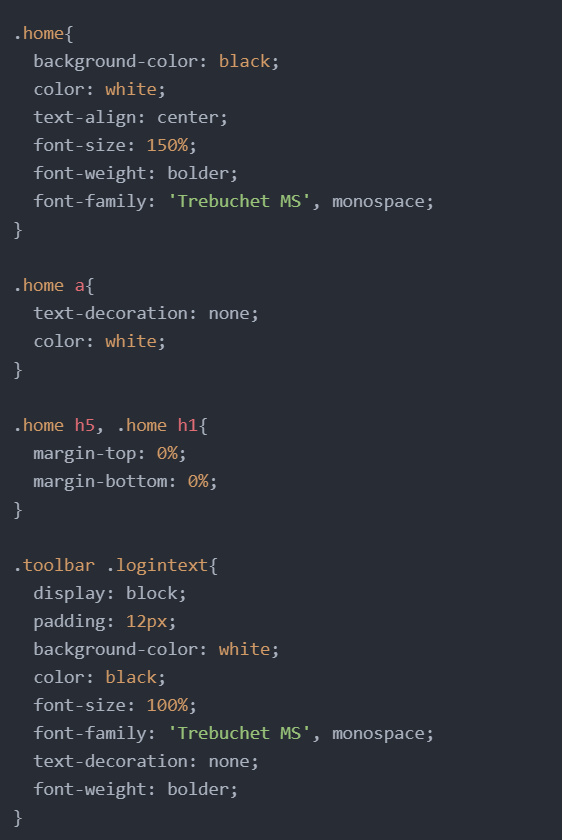 .home{
  background-color: black;
  color: white;
  text-align: center;
  font-size: 150%;
  font-weight: bolder;
  font-family: 'Trebuchet MS', monospace;
}

.home a{
  text-decoration: none;
  color: white;
}

.home h5, .home h1{
  margin-top: 0%;
  margin-bottom: 0%;
}

.toolbar .logintext{
  display: block;
  padding: 12px;
  background-color: white;
  color: black;
  font-size: 100%;
  font-family: 'Trebuchet MS', monospace;
  text-decoration: none;
  font-weight: bolder;
}